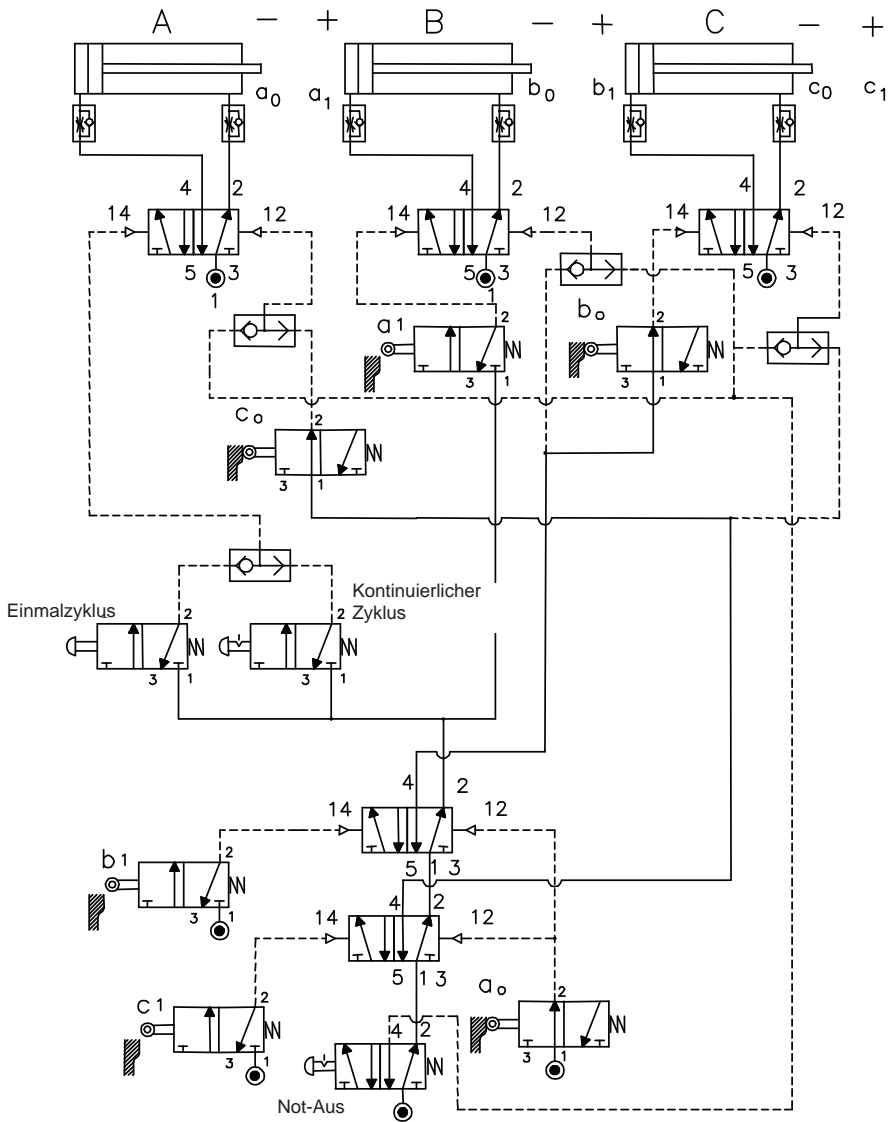 A - + B - + C - +
a0 a1 b0 b1 c0 c1
4 2 4 2 4 2
14 12 14 12 14 12
5 3 5 3 5 3
1 1
a1 2 b0 2
3 1 3 1
c0 2
3 1
Einmalzyklus
Kontinuierlicher
Zyklus
2 2
3 1 3 1
4 2
14 12
b1 2 5 1 3
3 1 4 2
14 12
5 1 3
c1 2 a0 2
3 1 4 2 3 1
Not-Aus